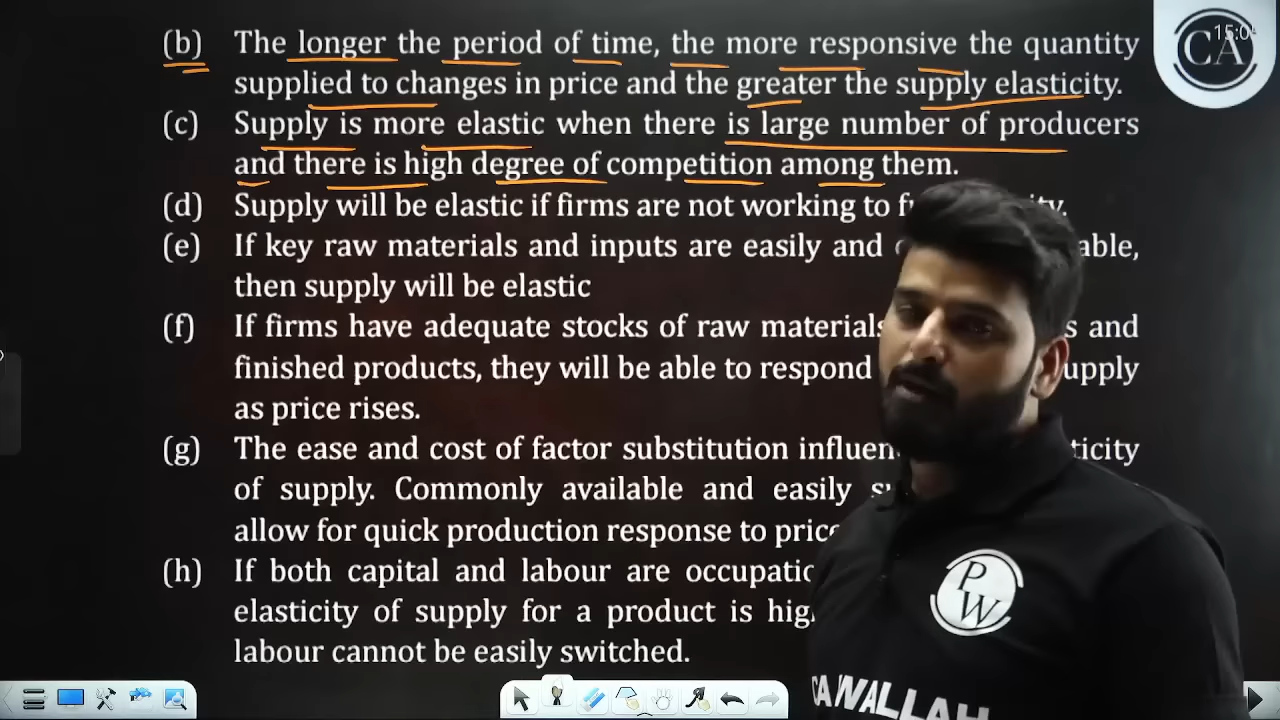 (b) The longer the period of time, the more responsive the quantity
supplied to changes in price and the greater the supply elasticity.
(c) Supply is more elastic when there is large number of producers
and there is high degree of competition among them.
(d) Supply will be elastic if firms are not working to
(e) If key raw materials and inputs are easily and
then supply will be elastic
(f) If firms have adequate stocks of raw materials and
finished products, they will be able to respond
as price rises.
(g) The ease and cost of factor substitution
of supply. Commonly available and easily
allow for quick production response to
(h) If both capital and labour are
elasticity of supply for a product is
labour cannot be easily switched.
CA
PW
CA WALLAH